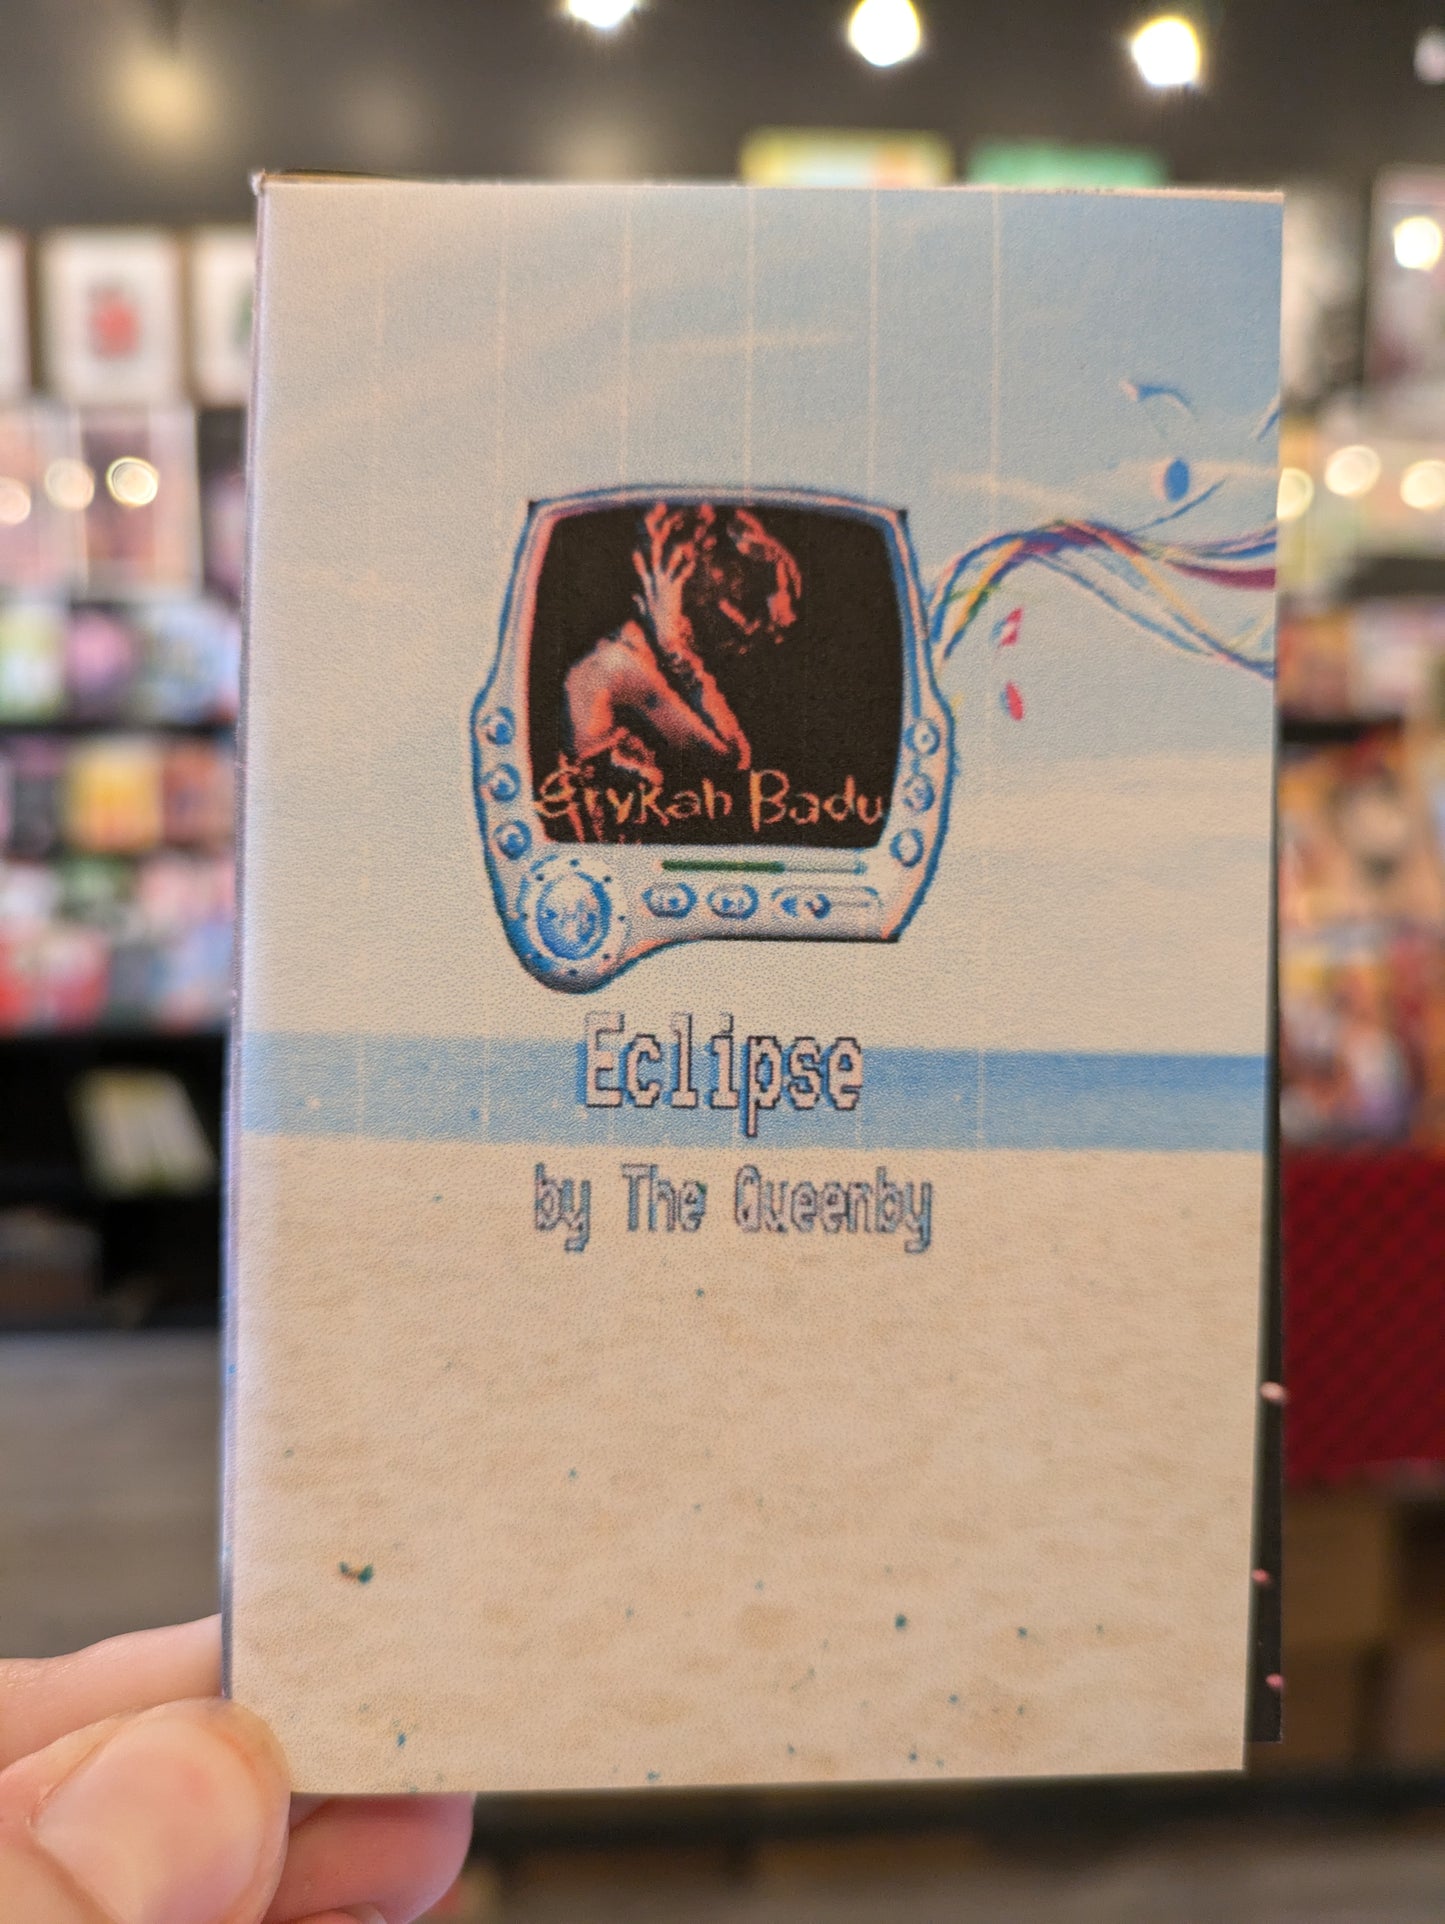 Erykah Badu
Eclipse
by The Queenby